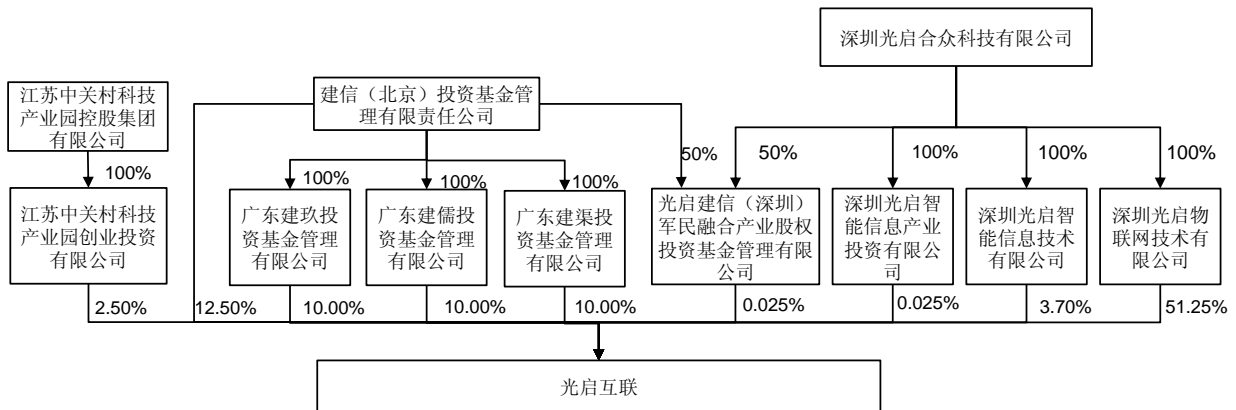 深圳光启合众科技有限公司
江苏中关村科技
产业园控股集团
有限公司
建信（北京）投资基金管
理有限责任公司
100%
100%
100%
100%
50%
50%
100%
100%
100%
江苏中关村科技
产业园创业投资
有限公司
广东建玖投
资基金管理
有限公司
广东建儒投
资基金管理
有限公司
广东建渠投
资基金管理
有限公司
光启建信（深圳）
军民融合产业股权
投资基金管理有限
公司
深圳光启智
能信息产业
投资有限公
司
深圳光启智
能信息技术
有限公司
深圳光启物
联网技术有
限公司
2.50%
12.50%
10.00%
10.00%
10.00%
0.025%
0.025%
3.70%
51.25%
光启互联